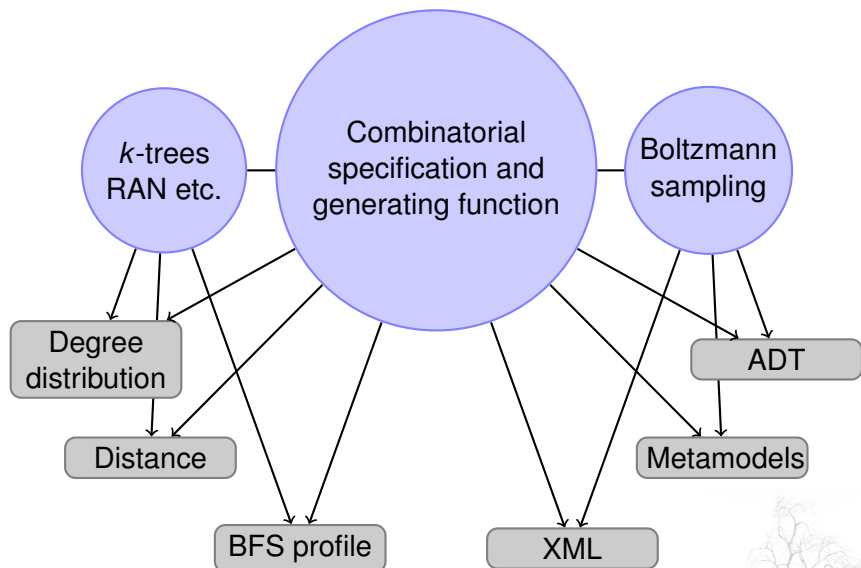 k-trees
RAN etc.
Combinatorial
specification and
generating function
Boltzmann
sampling
Degree
distribution
ADT
Distance
Metamodels
BFS profile
XML